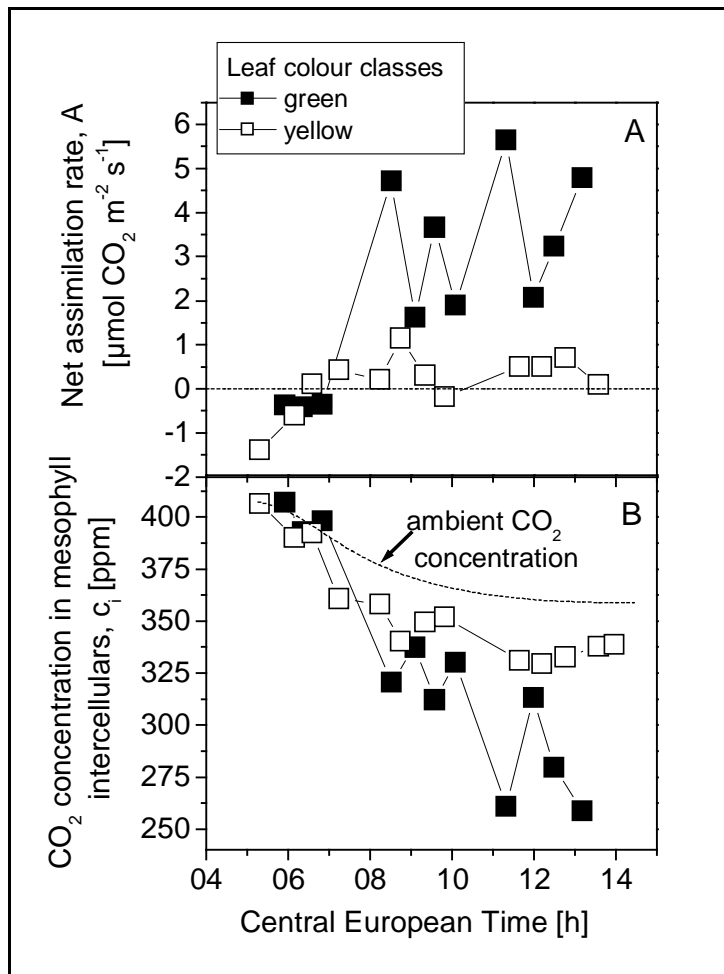 Leaf colour classes
green
yellow
Net assimilation rate, A
[µmol CO₂ m⁻² s⁻¹]
6
5
4
3
2
1
0
-1
-2
A
CO₂ concentration in mesophyll
intercellulars, cᵢ [ppm]
400
375
350
325
300
275
250
B
ambient CO₂
concentration
04 06 08 10 12 14
Central European Time [h]